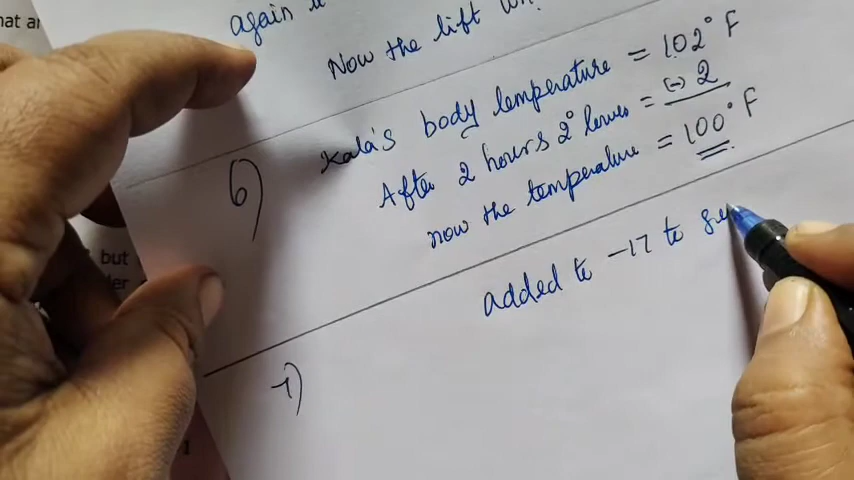 again
Now the lift
6) Kala's body temperature = 102° F
After 2 hours 2° lowers = (-) 2
now the temperature = 100° F
7) added to -17 to
but